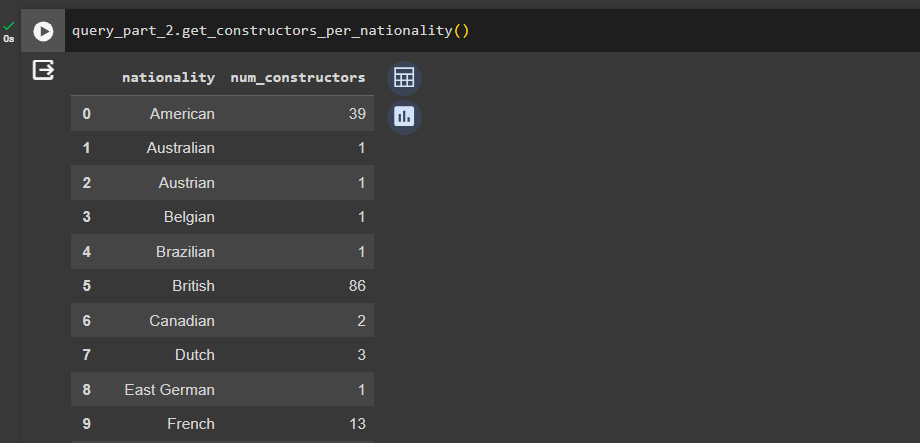 query_part_2.get_constructors_per_nationality()
0s
nationality num_constructors
0 American 39
1 Australian 1
2 Austrian 1
3 Belgian 1
4 Brazilian 1
5 British 86
6 Canadian 2
7 Dutch 3
8 East German 1
9 French 13